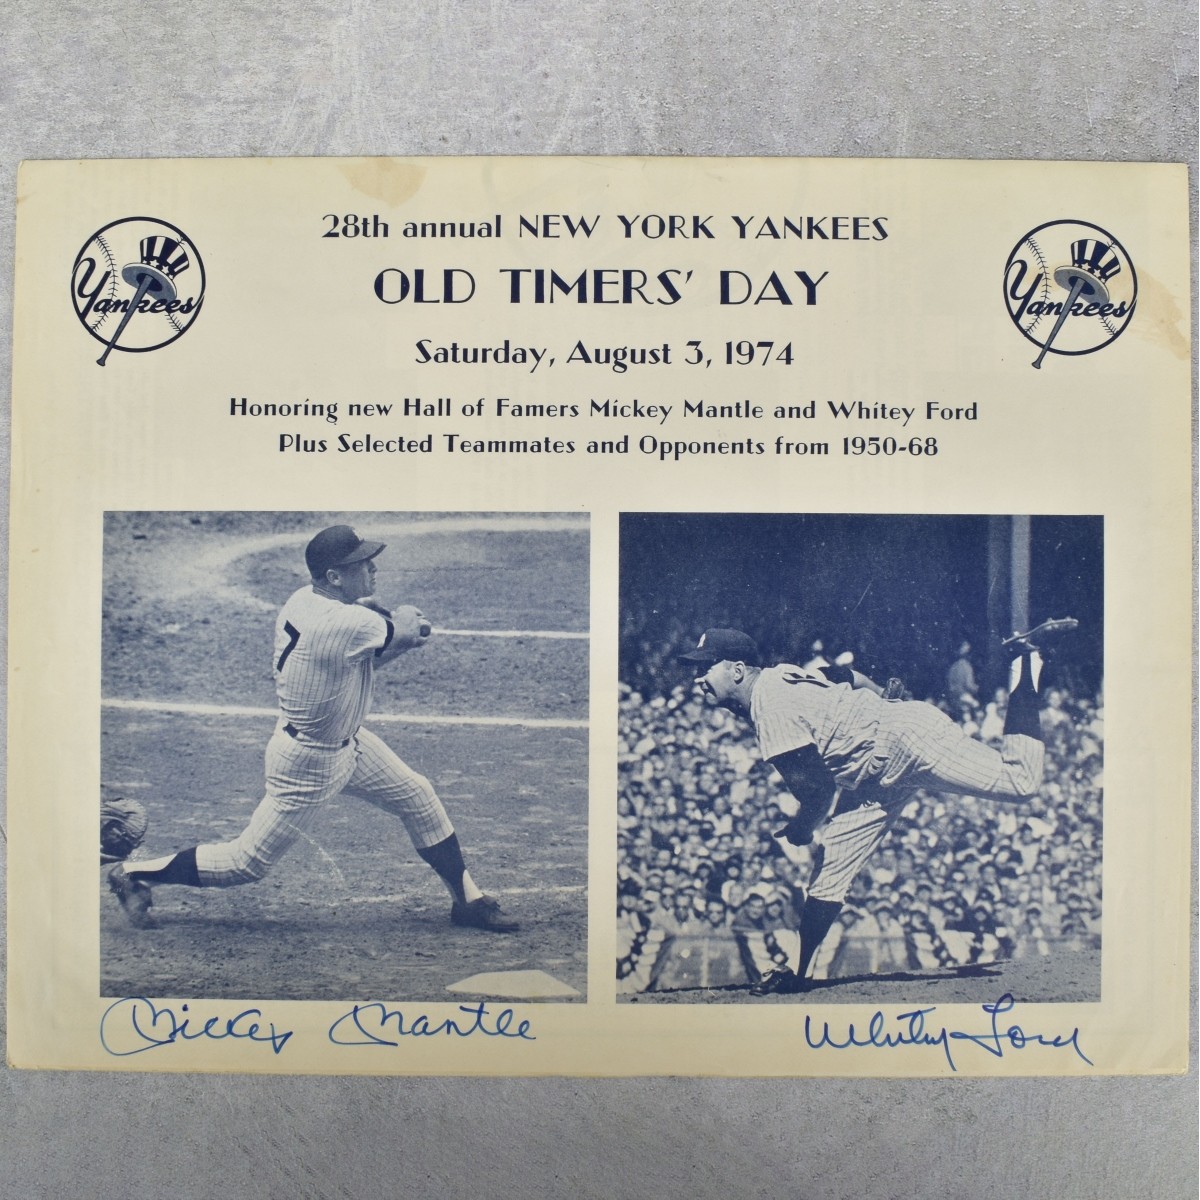 28th annual NEW YORK YANKEES
OLD TIMERS' DAY
Saturday, August 3, 1974
Honoring new Hall of Famers Mickey Mantle and Whitey Ford
Plus Selected Teammates and Opponents from 1950-68
Yankees
Yankees
7
Mickey Mantle
Whitey Ford